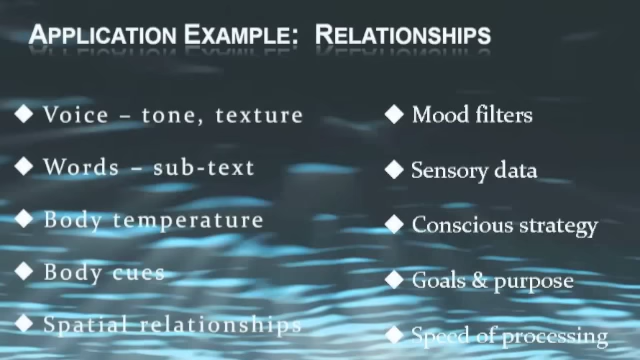 APPLICATION EXAMPLE: RELATIONSHIPS
◆ Voice – tone, texture
◆ Words – sub-text
◆ Body temperature
◆ Body cues
◆ Spatial relationships
◆ Mood filters
◆ Sensory data
◆ Conscious strategy
◆ Goals & purpose
◆ Speed of processing